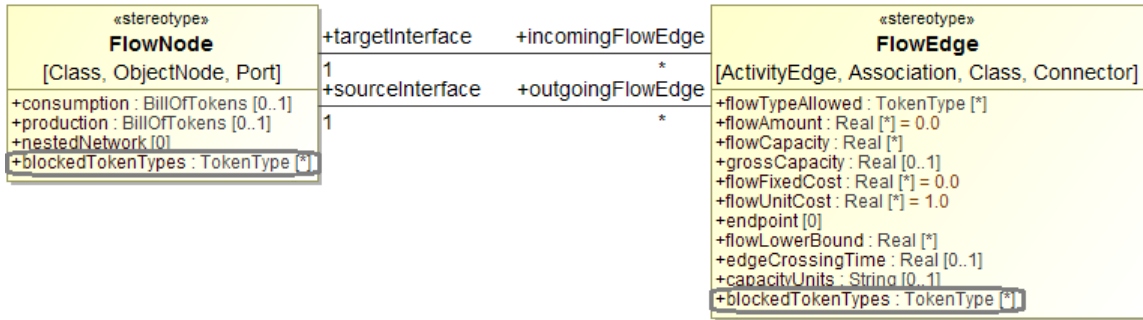 «stereotype»
FlowNode
[Class, ObjectNode, Port]
+consumption : BillOfTokens [0..1]
+production : BillOfTokens [0..1]
+nestedNetwork [0]
+blockedTokenTypes : TokenType [*]
+targetInterface +incomingFlowEdge
1 *
+sourceInterface +outgoingFlowEdge
1 *
«stereotype»
FlowEdge
[ActivityEdge, Association, Class, Connector]
+flowTypeAllowed : TokenType [*]
+flowAmount : Real [*] = 0.0
+flowCapacity : Real [*]
+grossCapacity : Real [0..1]
+flowFixedCost : Real [*] = 0.0
+flowUnitCost : Real [*] = 1.0
+endpoint [0]
+flowLowerBound : Real [*]
+edgeCrossingTime : Real [0..1]
+capacityUnits : String [0..1]
+blockedTokenTypes : TokenType [*]